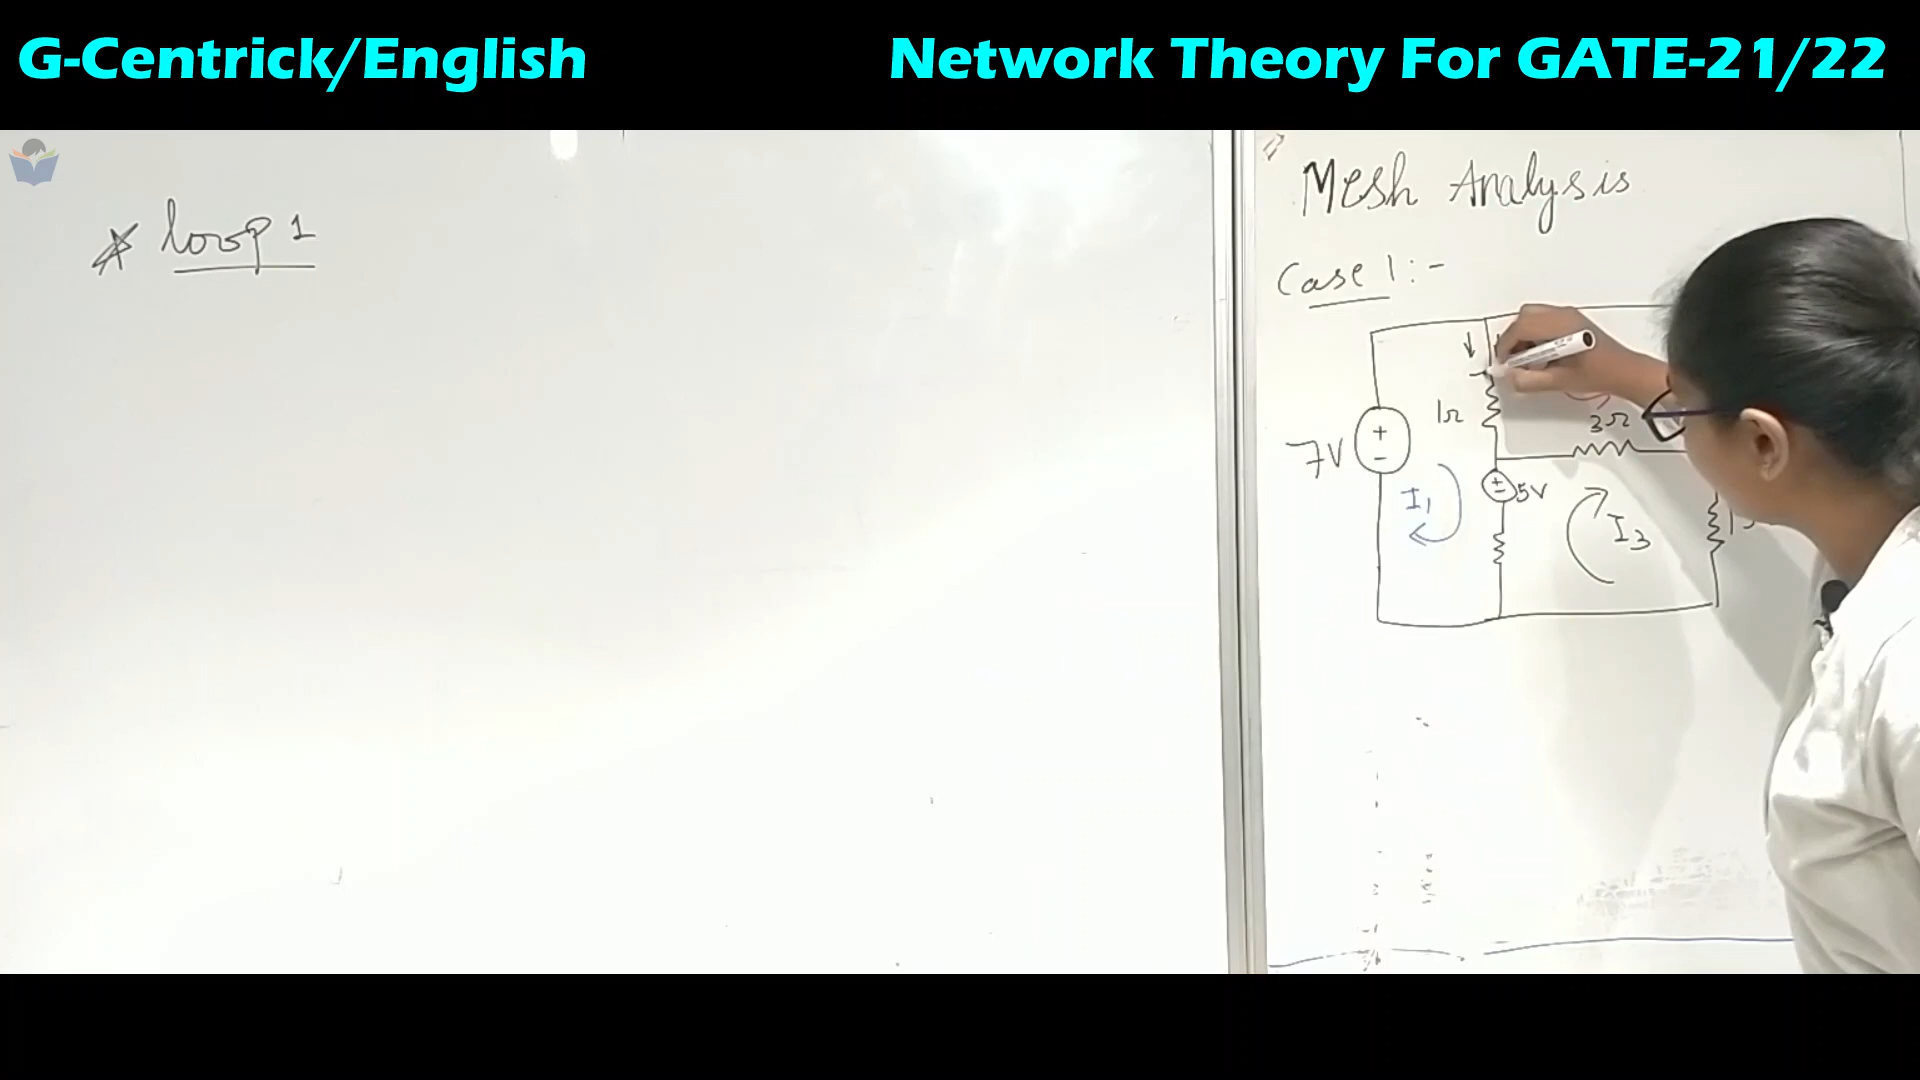 G-Centrick/English
Network Theory For GATE-21/22
* loop 1
Mesh Analysis
Case 1:-
1Ω
3Ω
7V
+
-
I1
+
-
5V
I3